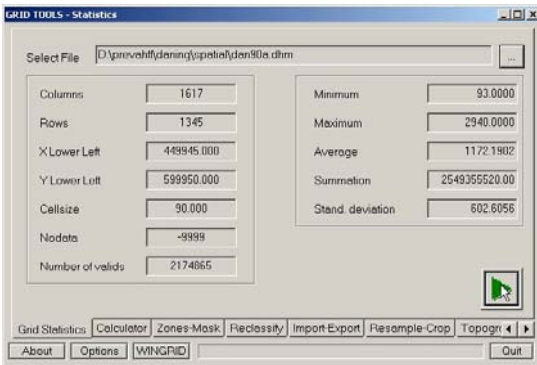 GRID TOOLS - Statistics
Select File D:\prevahfl\daning\spatial\dan90a.dhm ...
Columns 1617
Rows 1345
X Lower Left 449945.000
Y Lower Left 599950.000
Cellsize 90.000
Nodata -9999
Number of valids 2174865
Minimum 93.0000
Maximum 2940.0000
Average 1172.1902
Summation 2549355520.00
Stand. deviation 602.6056
Grid Statistics Calculator Zones-Mask Reclassify Import-Export Resample-Crop Topogr
About Options WINGRID Quit